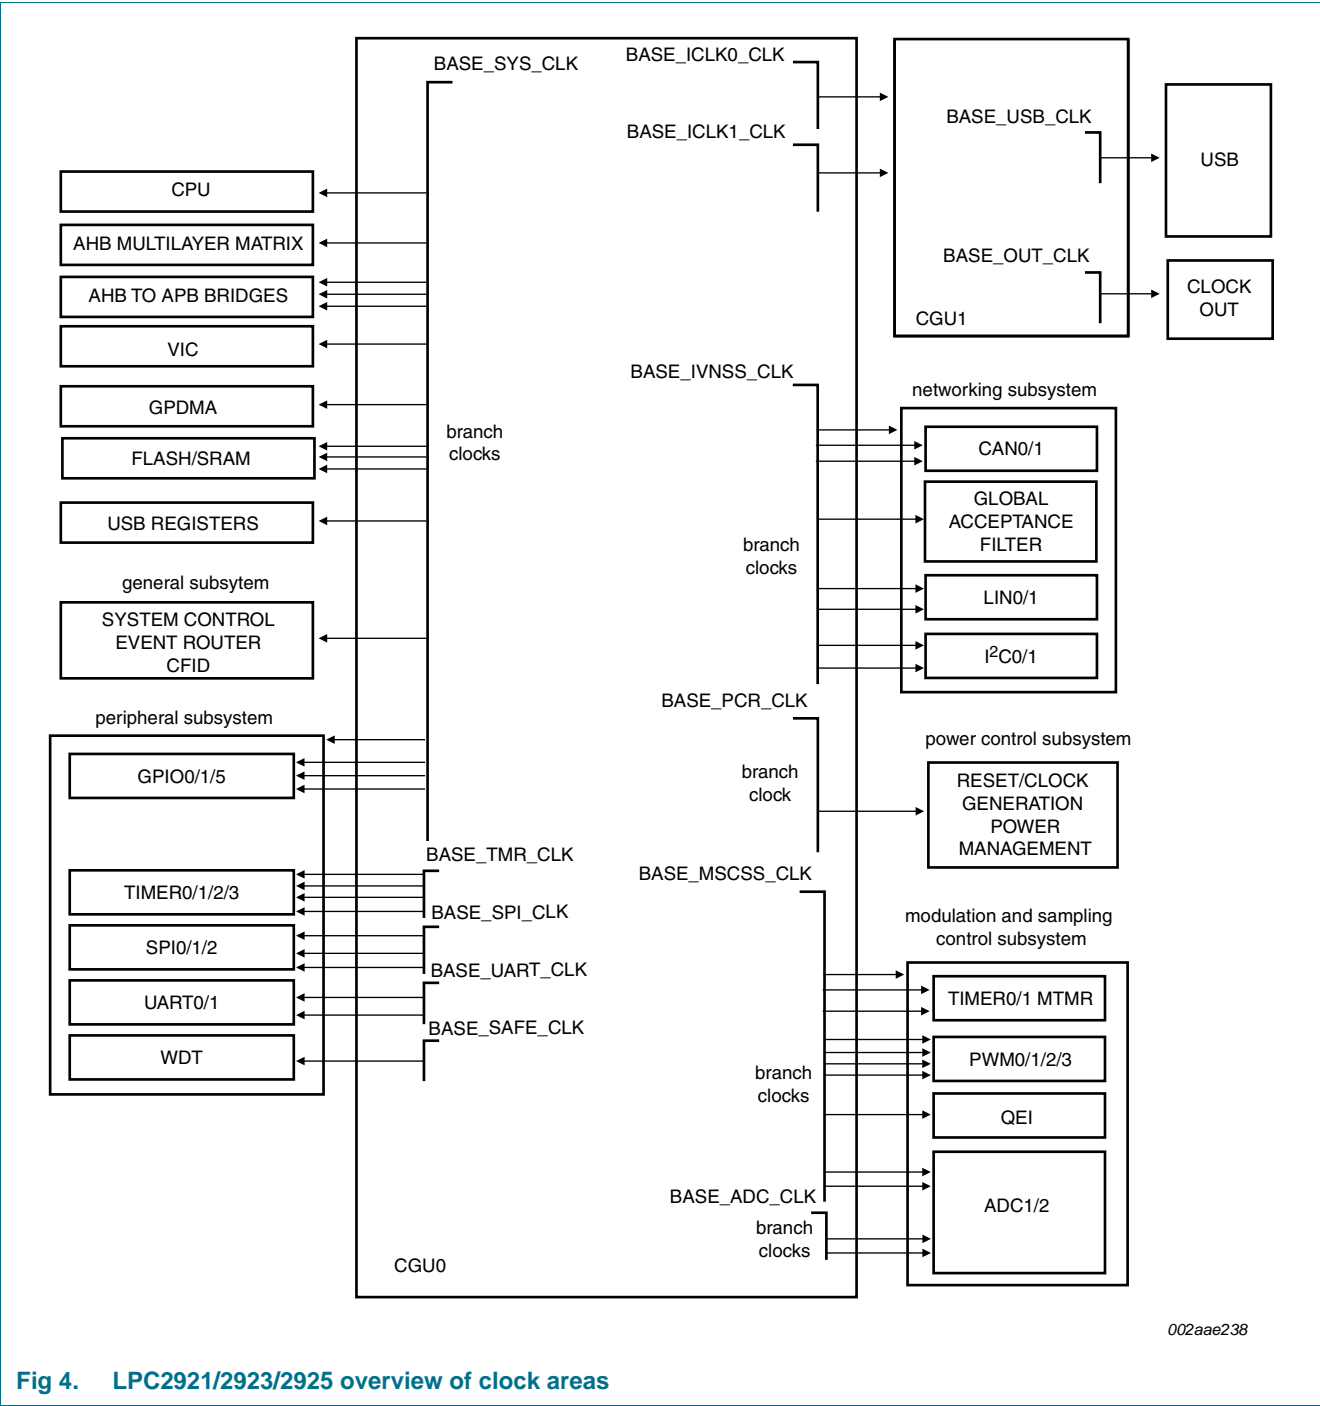 BASE_SYS_CLK
BASE_ICLK0_CLK
BASE_ICLK1_CLK
BASE_USB_CLK
USB
BASE_OUT_CLK
CLOCK
OUT
CGU1
CPU
AHB MULTILAYER MATRIX
AHB TO APB BRIDGES
VIC
GPDMA
FLASH/SRAM
USB REGISTERS
branch
clocks
general subsytem
SYSTEM CONTROL
EVENT ROUTER
CFID
peripheral subsystem
GPIO0/1/5
BASE_TMR_CLK
TIMER0/1/2/3
BASE_SPI_CLK
SPI0/1/2
BASE_UART_CLK
UART0/1
BASE_SAFE_CLK
WDT
BASE_IVNSS_CLK
networking subsystem
CAN0/1
GLOBAL
ACCEPTANCE
FILTER
branch
clocks
LIN0/1
I2C0/1
BASE_PCR_CLK
power control subsystem
branch
clock
RESET/CLOCK
GENERATION
POWER
MANAGEMENT
BASE_MSCSS_CLK
modulation and sampling
control subsystem
TIMER0/1 MTMR
PWM0/1/2/3
branch
clocks
QEI
ADC1/2
BASE_ADC_CLK
branch
clocks
CGU0
002aae238
Fig 4. LPC2921/2923/2925 overview of clock areas